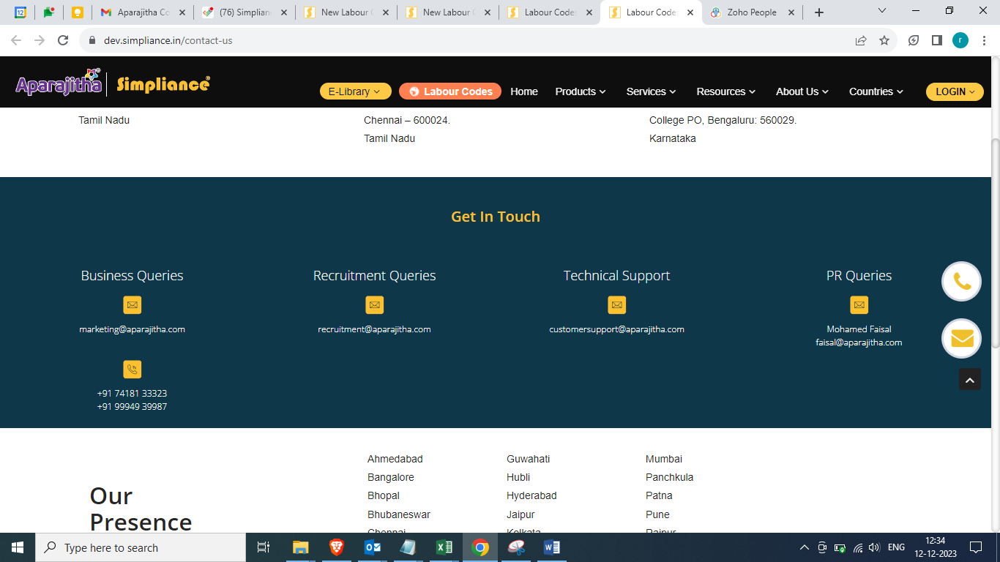 12
Aparajitha Co
(76) Simplian
New Labour C
New Labour C
Labour Codes
Labour Codes
Zoho People
dev.simpliance.in/contact-us
r
Aparajitha® Simpliance®
E-Library
Labour Codes
Home
Products
Services
Resources
About Us
Countries
LOGIN
Tamil Nadu
Chennai – 600024.
Tamil Nadu
College PO, Bengaluru: 560029.
Karnataka
Get In Touch
Business Queries
marketing@aparajitha.com
+91 74181 33323
+91 99949 39987
Recruitment Queries
recruitment@aparajitha.com
Technical Support
customersupport@aparajitha.com
PR Queries
Mohamed Faisal
faisal@aparajitha.com
Our
Presence
Ahmedabad
Bangalore
Bhopal
Bhubaneswar
Chennai
Guwahati
Hubli
Hyderabad
Jaipur
Kolkata
Mumbai
Panchkula
Patna
Pune
Raipur
Type here to search
ENG
12:34
12-12-2023